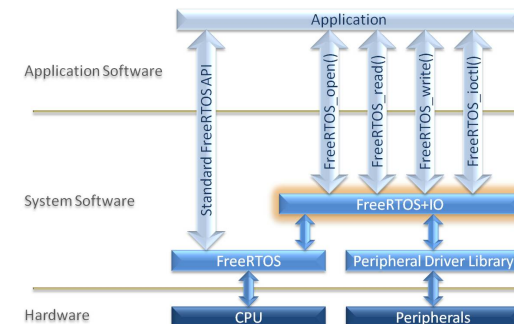 Application
Application Software
Standard FreeRTOS API
FreeRTOS_open()
FreeRTOS_read()
FreeRTOS_write()
FreeRTOS_ioctl()
System Software
FreeRTOS+IO
FreeRTOS
Peripheral Driver Library
Hardware
CPU
Peripherals